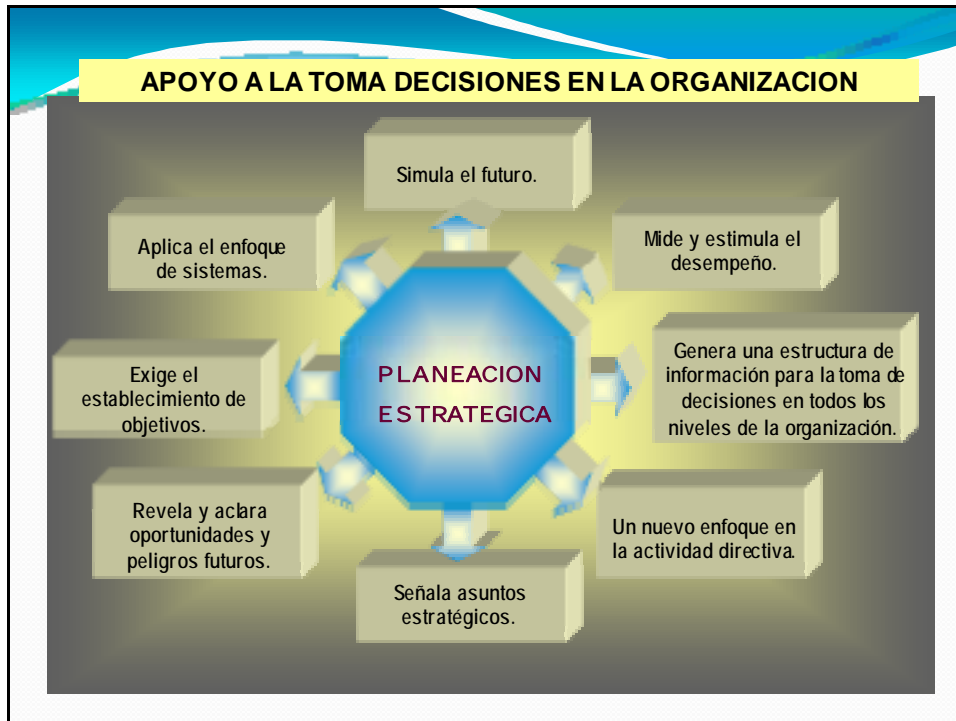 APOYO A LA TOMA DECISIONES EN LA ORGANIZACION
Simula el futuro.
Aplica el enfoque
de sistemas.
Mide y estimula el
desempeño.
Exige el
establecimiento de
objetivos.
PLANEACION
ESTRATEGICA
Genera una estructura de
información para la toma de
decisiones en todos los
niveles de la organización.
Revela y aclara
oportunidades y
peligros futuros.
Un nuevo enfoque en
la actividad directiva.
Señala asuntos
estratégicos.